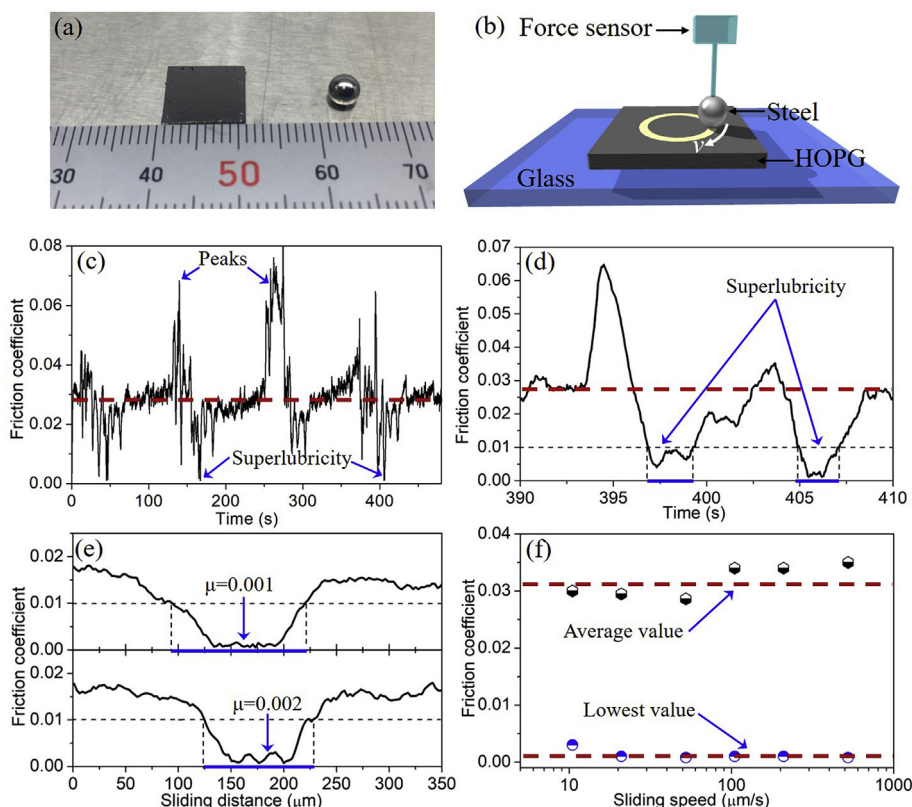 (a)
30 40 50 60 70
(b)
Force sensor
Steel
v
HOPG
Glass
(c)
Peaks
Superlubricity
Friction coefficient
0.08
0.06
0.04
0.02
0.00
0 50 100 150 200 250 300 350 400 450
Time (s)
(d)
Superlubricity
Friction coefficient
0.07
0.06
0.05
0.04
0.03
0.02
0.01
0.00
390 395 400 405 410
Time (s)
(e)
μ=0.001
μ=0.002
Friction coefficient
0.02
0.01
0.00
0.02
0.01
0.00
0 50 100 150 200 250 300 350
Sliding distance (μm)
(f)
Average value
Lowest value
Friction coefficient
0.04
0.03
0.02
0.01
0.00
10 100 1000
Sliding speed (μm/s)